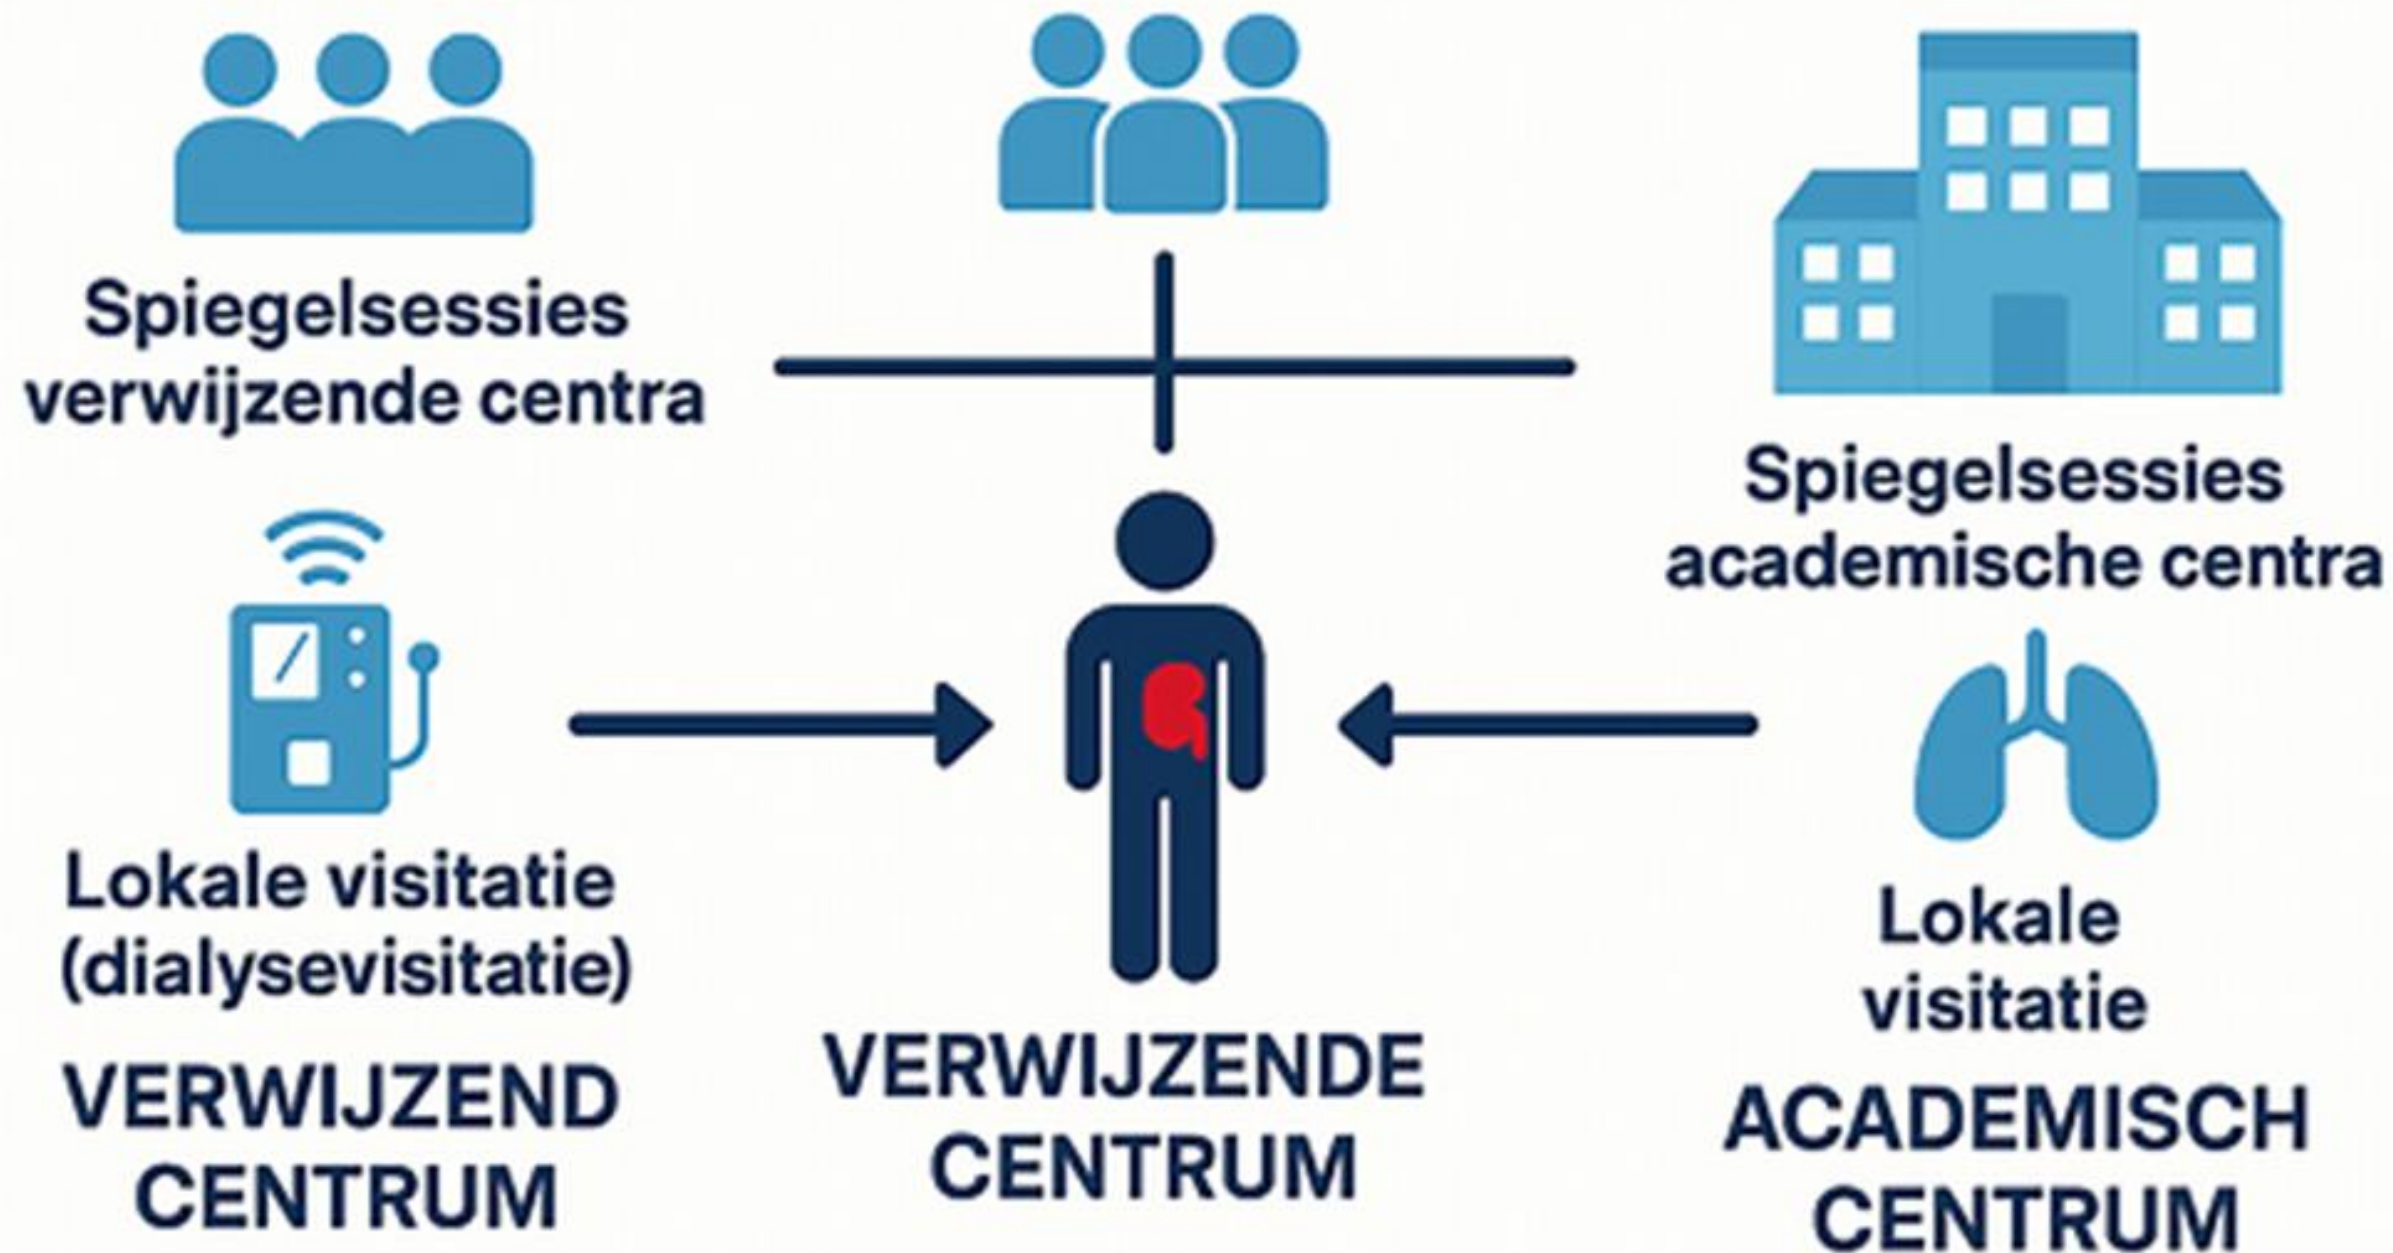 Spiegelsessies
verwijzende centra
Spiegelsessies
academische centra
Lokale visitatie
(dialysevisitatie)
VERWIJZEND
CENTRUM
VERWIJZENDE
CENTRUM
Lokale
visitatie
ACADEMISCH
CENTRUM